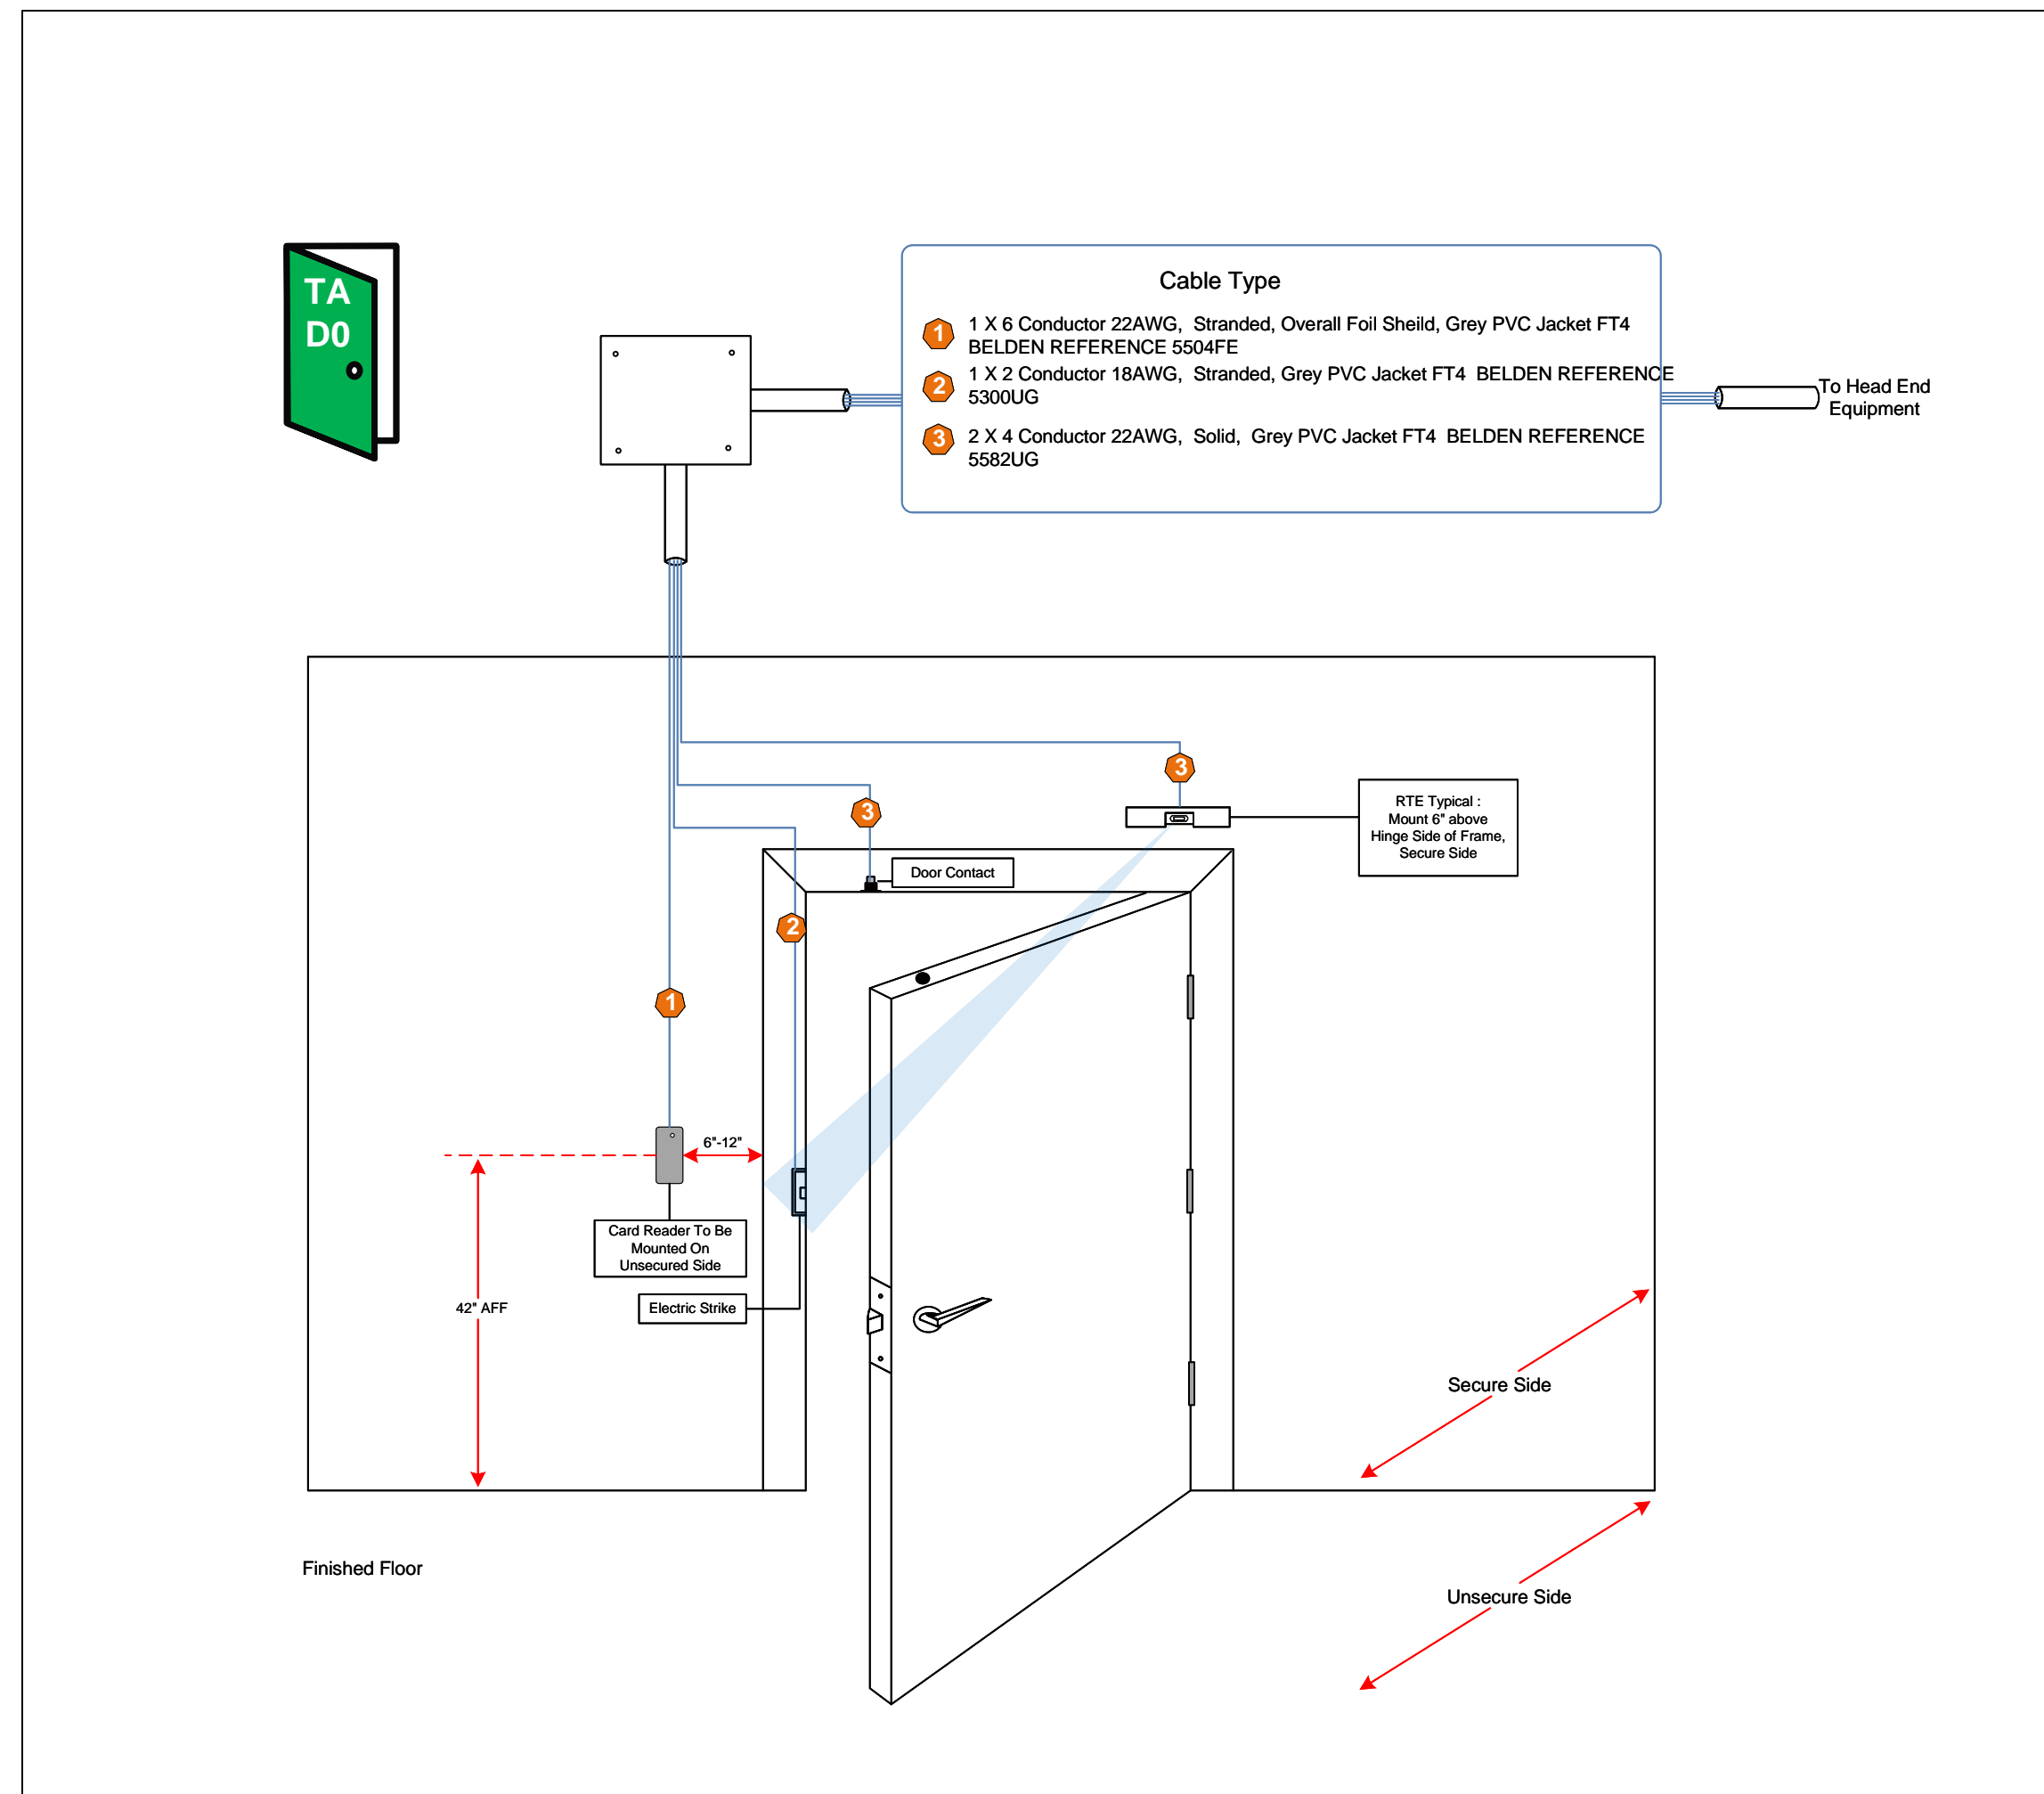 TA
D0
Cable Type
1
1 X 6 Conductor 22AWG, Stranded, Overall Foil Sheild, Grey PVC Jacket FT4
BELDEN REFERENCE 5504FE
2
1 X 2 Conductor 18AWG, Stranded, Grey PVC Jacket FT4 BELDEN REFERENCE
5300UG
3
2 X 4 Conductor 22AWG, Solid, Grey PVC Jacket FT4 BELDEN REFERENCE
5582UG
To Head End
Equipment
3
3
RTE Typical :
Mount 6" above
Hinge Side of Frame,
Secure Side
Door Contact
2
1
6"-12"
Card Reader To Be
Mounted On
Unsecured Side
Electric Strike
42" AFF
Secure Side
Finished Floor
Unsecure Side